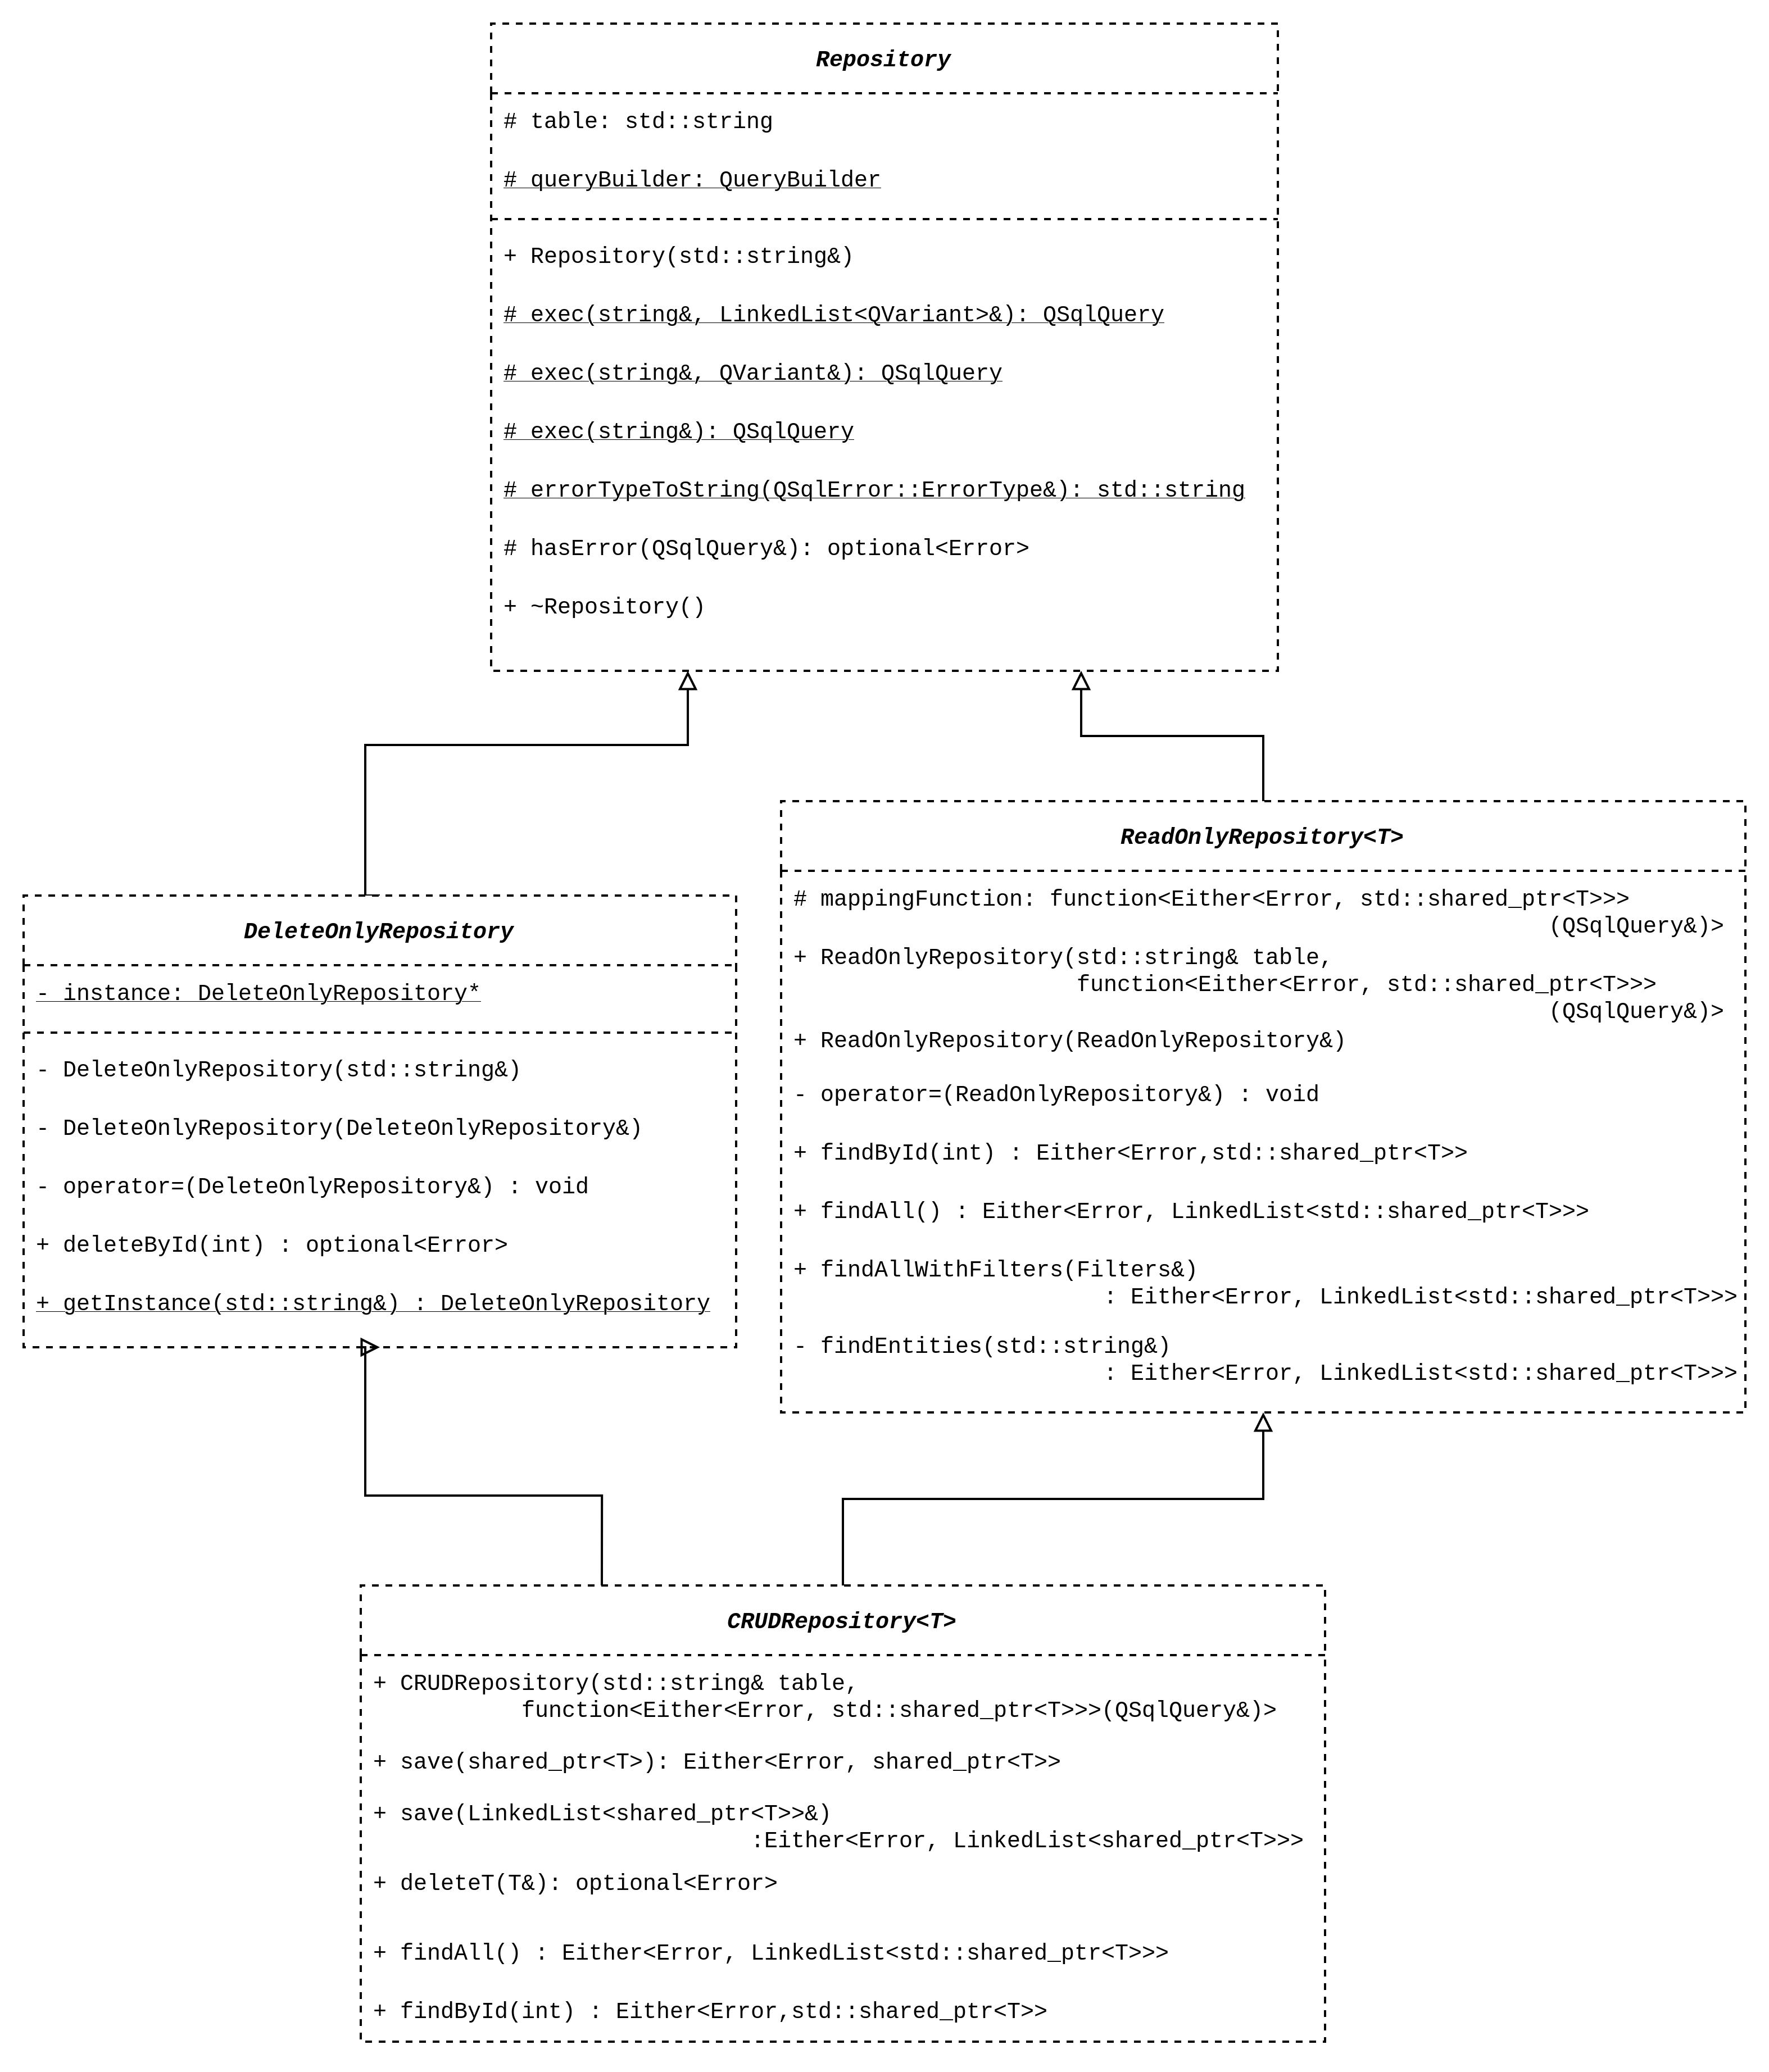 Repository
# table: std::string
# queryBuilder: QueryBuilder
+ Repository(std::string&)
# exec(string&, LinkedList<QVariant>&): QSqlQuery
# exec(string&, QVariant&): QSqlQuery
# exec(string&): QSqlQuery
# errorTypeToString(QSqlError::ErrorType&): std::string
# hasError(QSqlQuery&): optional<Error>
+ ~Repository()
DeleteOnlyRepository
- instance: DeleteOnlyRepository*
- DeleteOnlyRepository(std::string&)
- DeleteOnlyRepository(DeleteOnlyRepository&)
- operator=(DeleteOnlyRepository&) : void
+ deleteById(int) : optional<Error>
+ getInstance(std::string&) : DeleteOnlyRepository
ReadOnlyRepository<T>
# mappingFunction: function<Either<Error, std::shared_ptr<T>>>
(QSqlQuery&)>
+ ReadOnlyRepository(std::string& table,
function<Either<Error, std::shared_ptr<T>>>
(QSqlQuery&)>
+ ReadOnlyRepository(ReadOnlyRepository&)
- operator=(ReadOnlyRepository&) : void
+ findById(int) : Either<Error,std::shared_ptr<T>>
+ findAll() : Either<Error, LinkedList<std::shared_ptr<T>>>
+ findAllWithFilters(Filters&)
: Either<Error, LinkedList<std::shared_ptr<T>>>
- findEntities(std::string&)
: Either<Error, LinkedList<std::shared_ptr<T>>>
CRUDRepository<T>
+ CRUDRepository(std::string& table,
function<Either<Error, std::shared_ptr<T>>>(QSqlQuery&)>
+ save(shared_ptr<T>): Either<Error, shared_ptr<T>>
+ save(LinkedList<shared_ptr<T>>&)
:Either<Error, LinkedList<shared_ptr<T>>>
+ deleteT(T&): optional<Error>
+ findAll() : Either<Error, LinkedList<std::shared_ptr<T>>>
+ findById(int) : Either<Error,std::shared_ptr<T>>